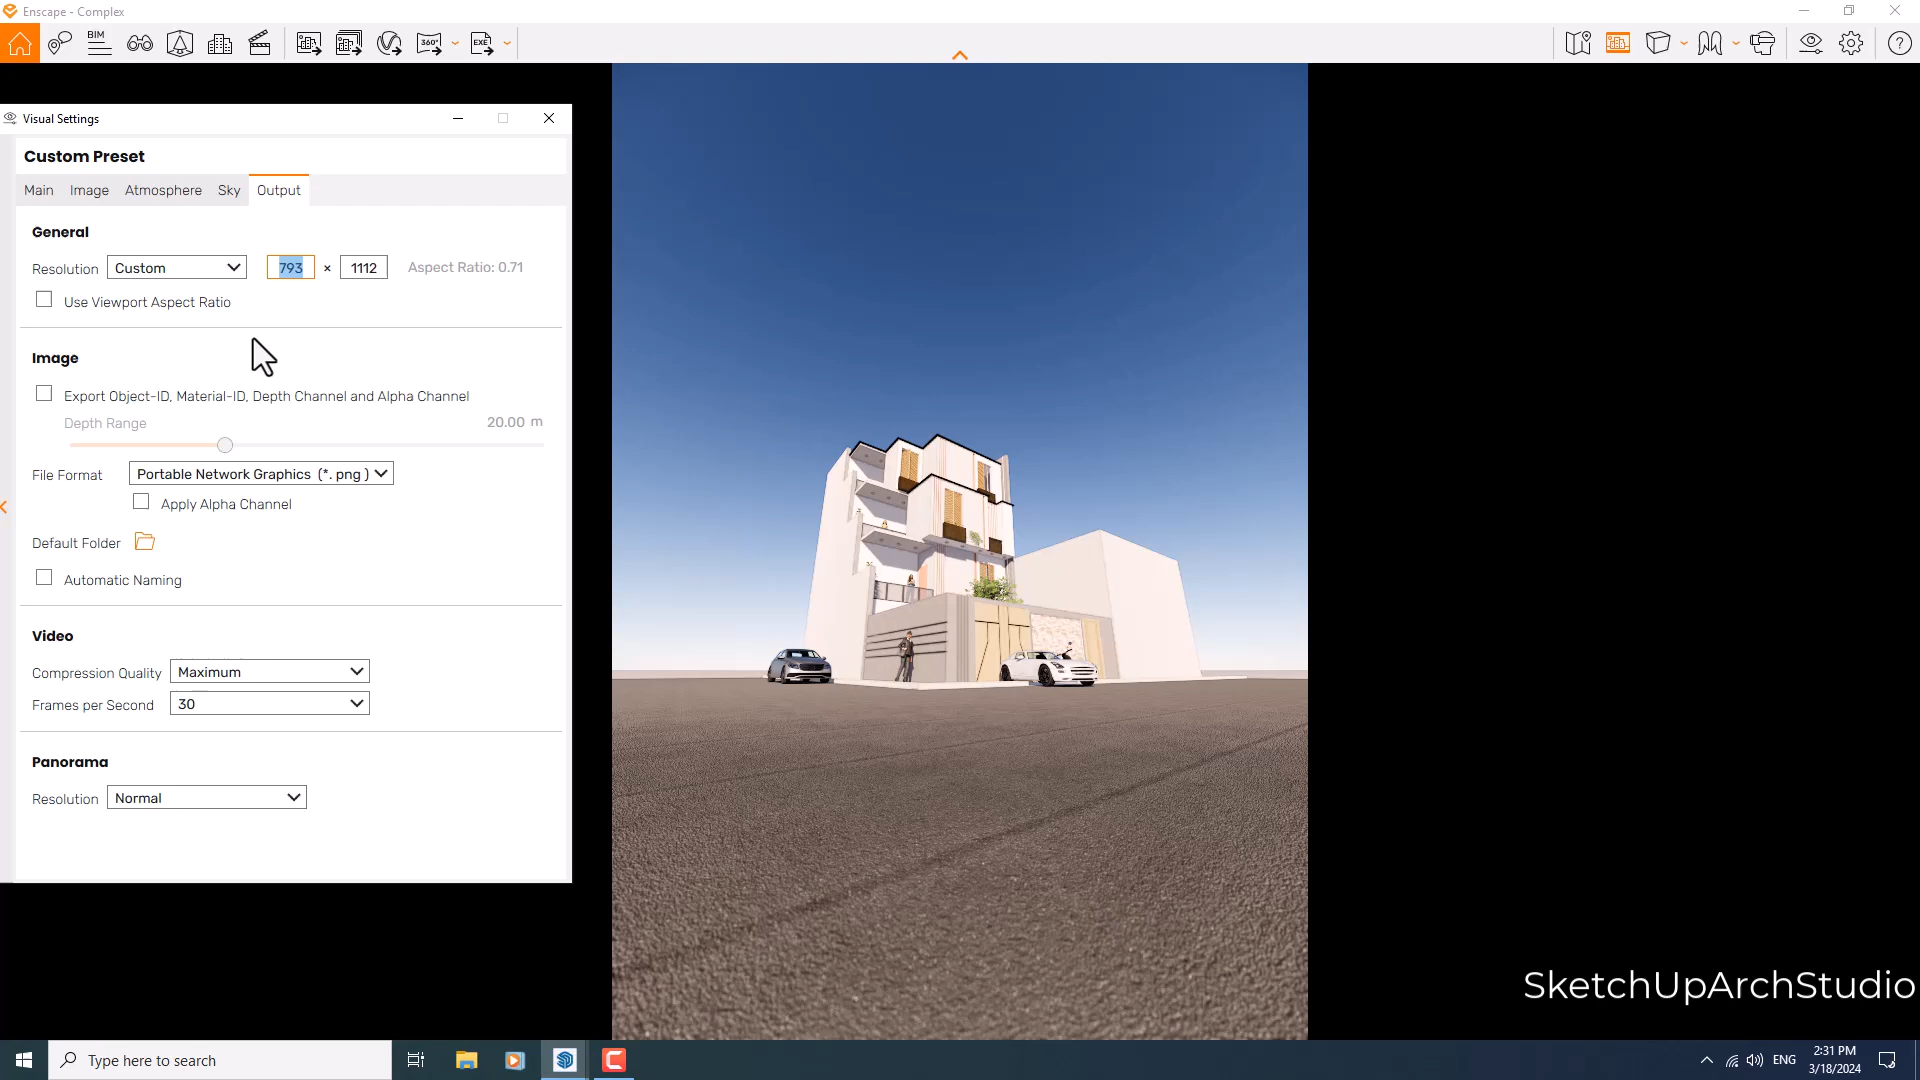 Enscape - Complex
BIM
360°
EXE
Visual Settings
Custom Preset
Main Image Atmosphere Sky Output
General
Resolution Custom 793 × 1112 Aspect Ratio: 0.71
Use Viewport Aspect Ratio
Image
Export Object-ID, Material-ID, Depth Channel and Alpha Channel
Depth Range 20.00 m
File Format Portable Network Graphics (*. png )
Apply Alpha Channel
Default Folder
Automatic Naming
Video
Compression Quality Maximum
Frames per Second 30
Panorama
Resolution Normal
SketchUpArchStudio
Type here to search
ENG
2:31 PM
3/18/2024